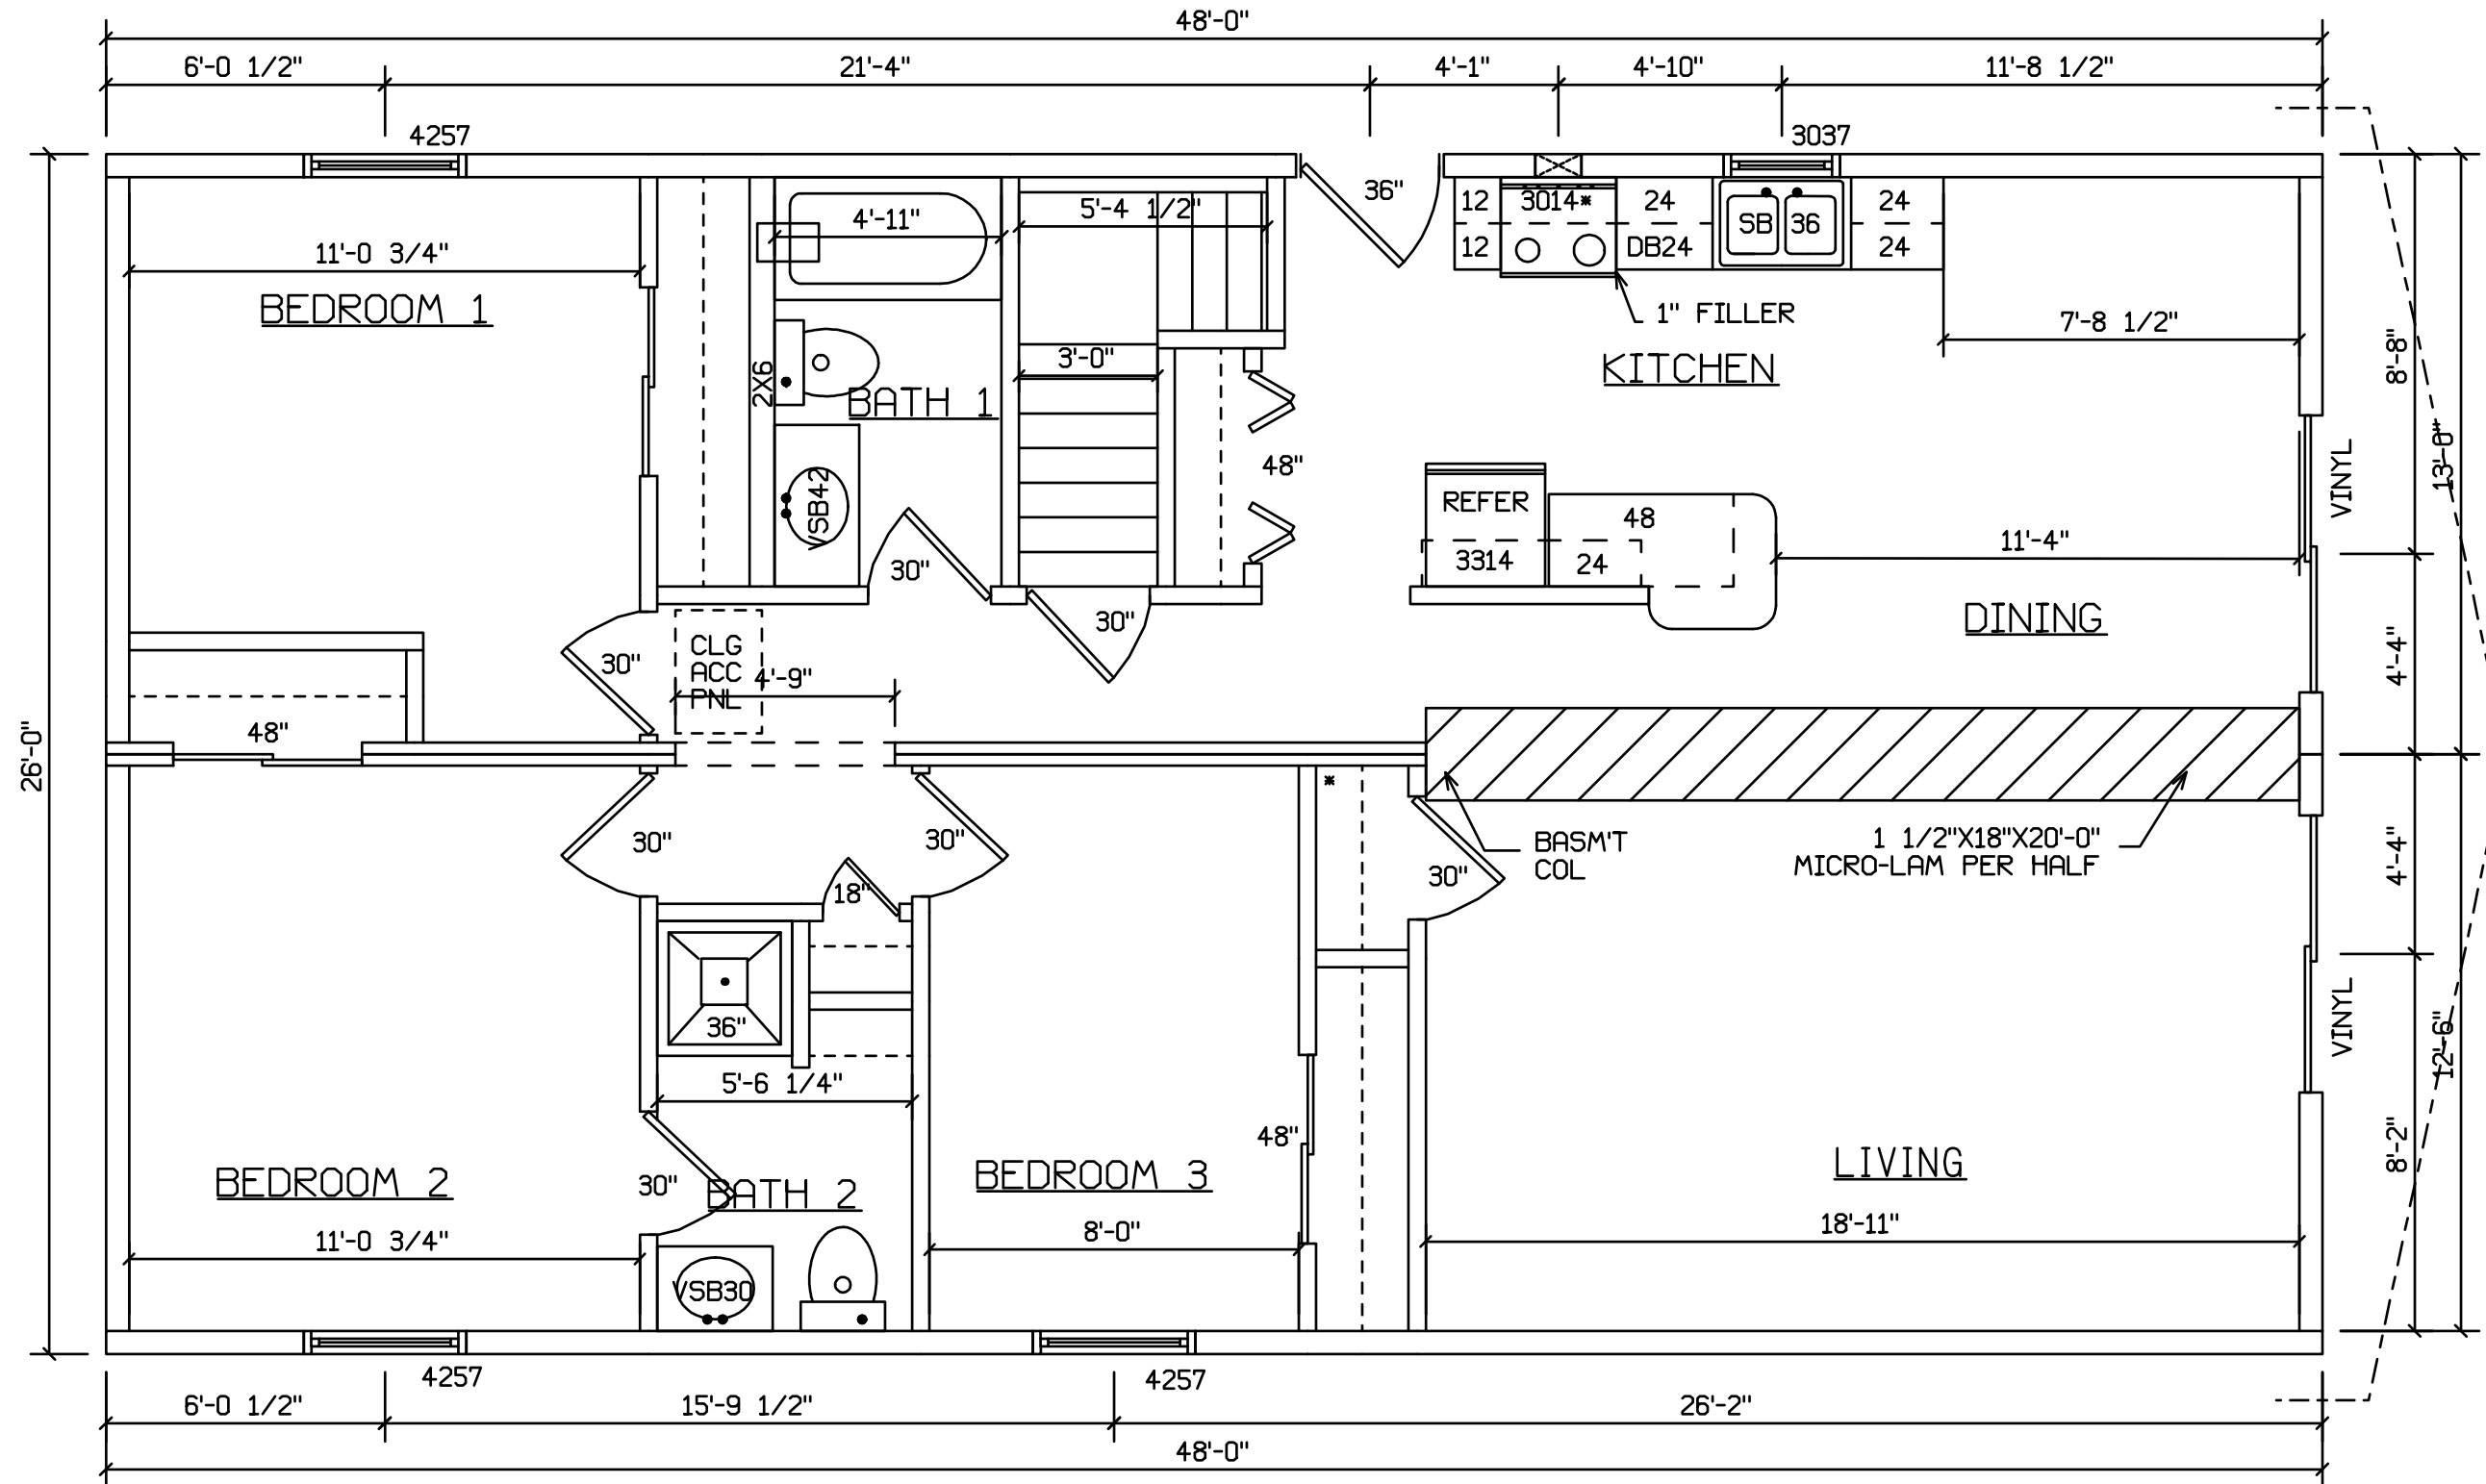 48'-0"
6'-0 1/2"
21'-4"
4'-1"
4'-10"
11'-8 1/2"
4257
3037
36"
12
3014*
24
24
12
DB24
SB
36
24
4'-11"
5'-4 1/2"
11'-0 3/4"
BEDROOM 1
1" FILLER
7'-8 1/2"
8'-8"
2X6
BATH 1
3'-0"
KITCHEN
13'-0"
VINYL
48"
VSB42
REFER
48
3314
24
11'-4"
30"
30"
DINING
CLG
ACC
PNL
4'-9"
30"
4'-4"
48"
26'-0"
*
30"
30"
18"
30"
BASM'T
COL
1 1/2"X18"X20'-0"
MICRO-LAM PER HALF
4'-4"
36"
VINYL
12'-6"
5'-6 1/4"
48"
8'-2"
BEDROOM 2
30"
BATH 2
BEDROOM 3
LIVING
11'-0 3/4"
8'-0"
18'-11"
VSB30
4257
4257
6'-0 1/2"
15'-9 1/2"
26'-2"
48'-0"